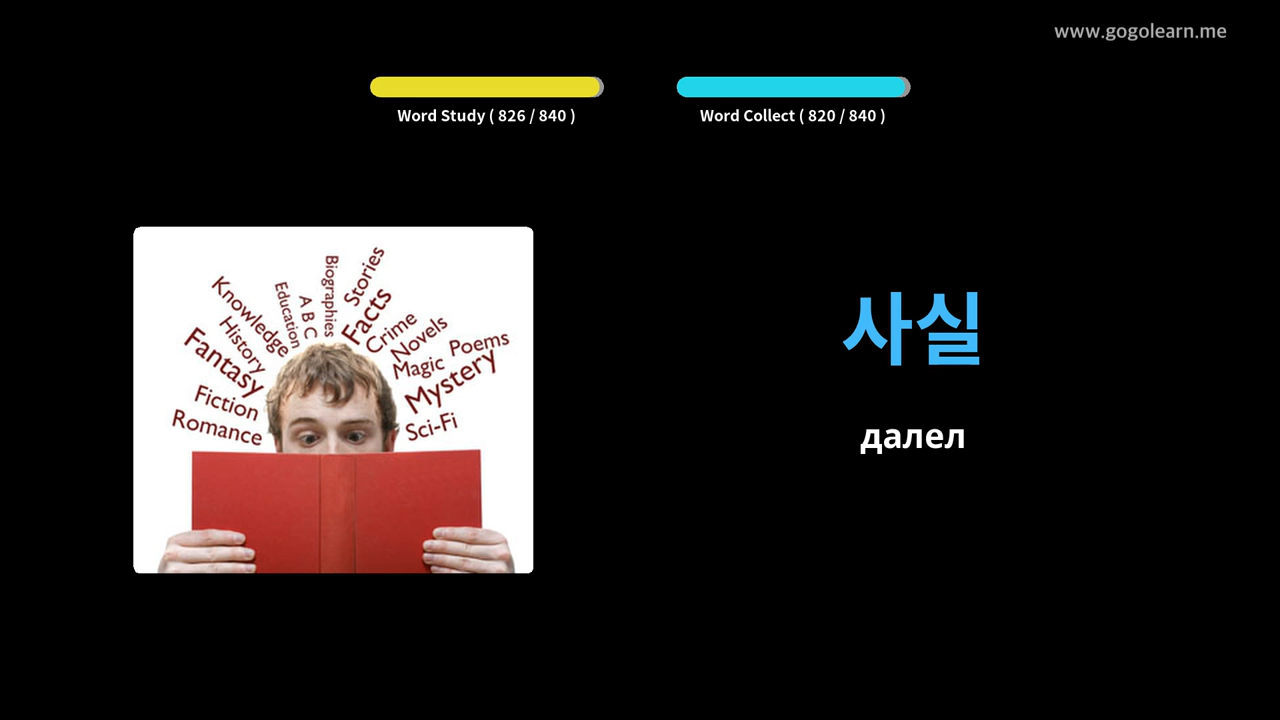 www.gogolearn.me
Word Study ( 826 / 840 )
Word Collect ( 820 / 840 )
Knowledge
Education
A B C
Biographies
Stories
Facts
History
Crime
Novels
Fantasy
Magic
Poems
Mystery
Fiction
Romance
Sci-Fi
사실
далел